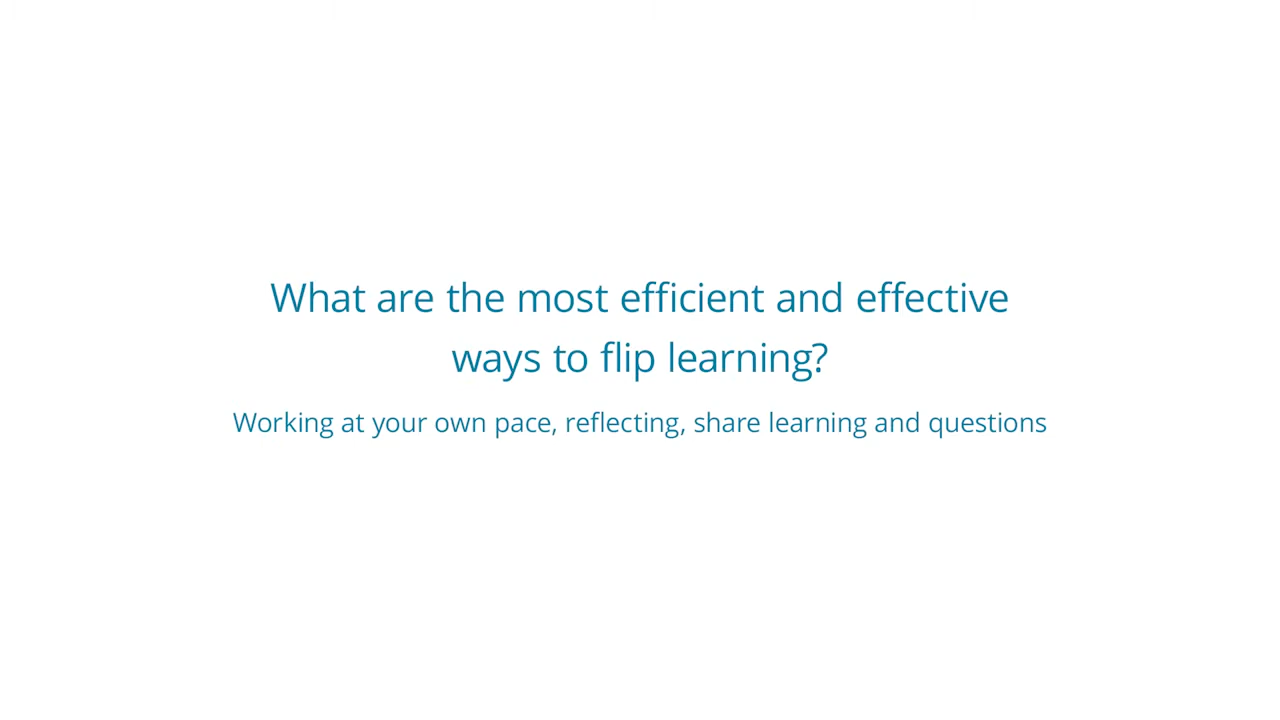 What are the most efficient and effective
ways to flip learning?
Working at your own pace, reflecting, share learning and questions